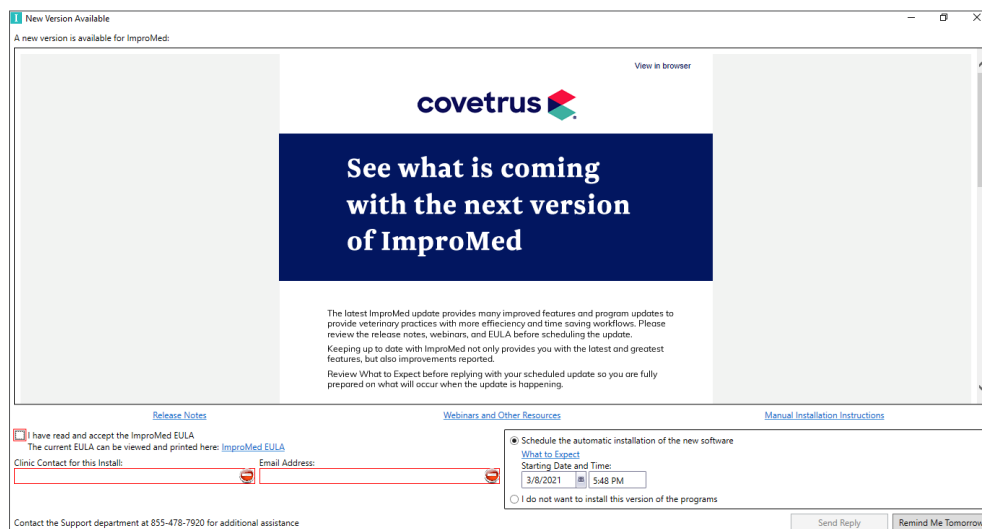 New Version Available
A new version is available for ImproMed:
View in browser
covetrus
See what is coming
with the next version
of ImproMed
The latest ImproMed update provides many improved features and program updates to
provide veterinary practices with more effieciency and time saving workflows. Please
review the release notes, webinars, and EULA before scheduling the update.
Keeping up to date with ImproMed not only provides you with the latest and greatest
features, but also improvements reported.
Review What to Expect before replying with your scheduled update so you are fully
prepared on what will occur when the update is happening.
Release Notes
Webinars and Other Resources
Manual Installation Instructions
I have read and accept the ImproMed EULA
The current EULA can be viewed and printed here: ImproMed EULA
Clinic Contact for this Install:
Email Address:
Schedule the automatic installation of the new software
What to Expect
Starting Date and Time:
3/8/2021
5:48 PM
I do not want to install this version of the programs
Contact the Support department at 855-478-7920 for additional assistance
Send Reply
Remind Me Tomorrow